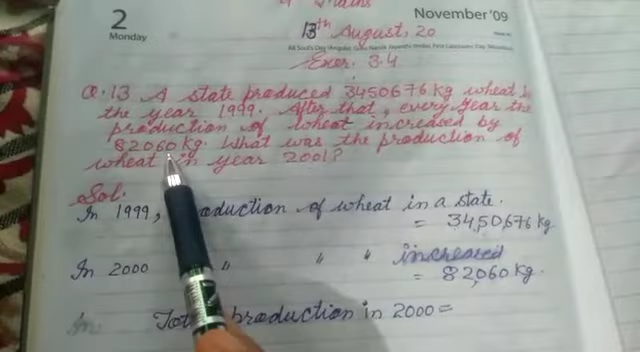 2
Monday
November'09
13th August, 20
Exer. 3.4
Q.13 A state produced 3450676 kg wheat in
the year 1999. After that, every year the
production of wheat increased by
82060 kg. What was the production of
wheat in year 2001?
Sol.
In 1999, production of wheat in a state.
= 34,50,676 kg
In 2000 " " " increased
= 82,060 kg.
Total production in 2000 =